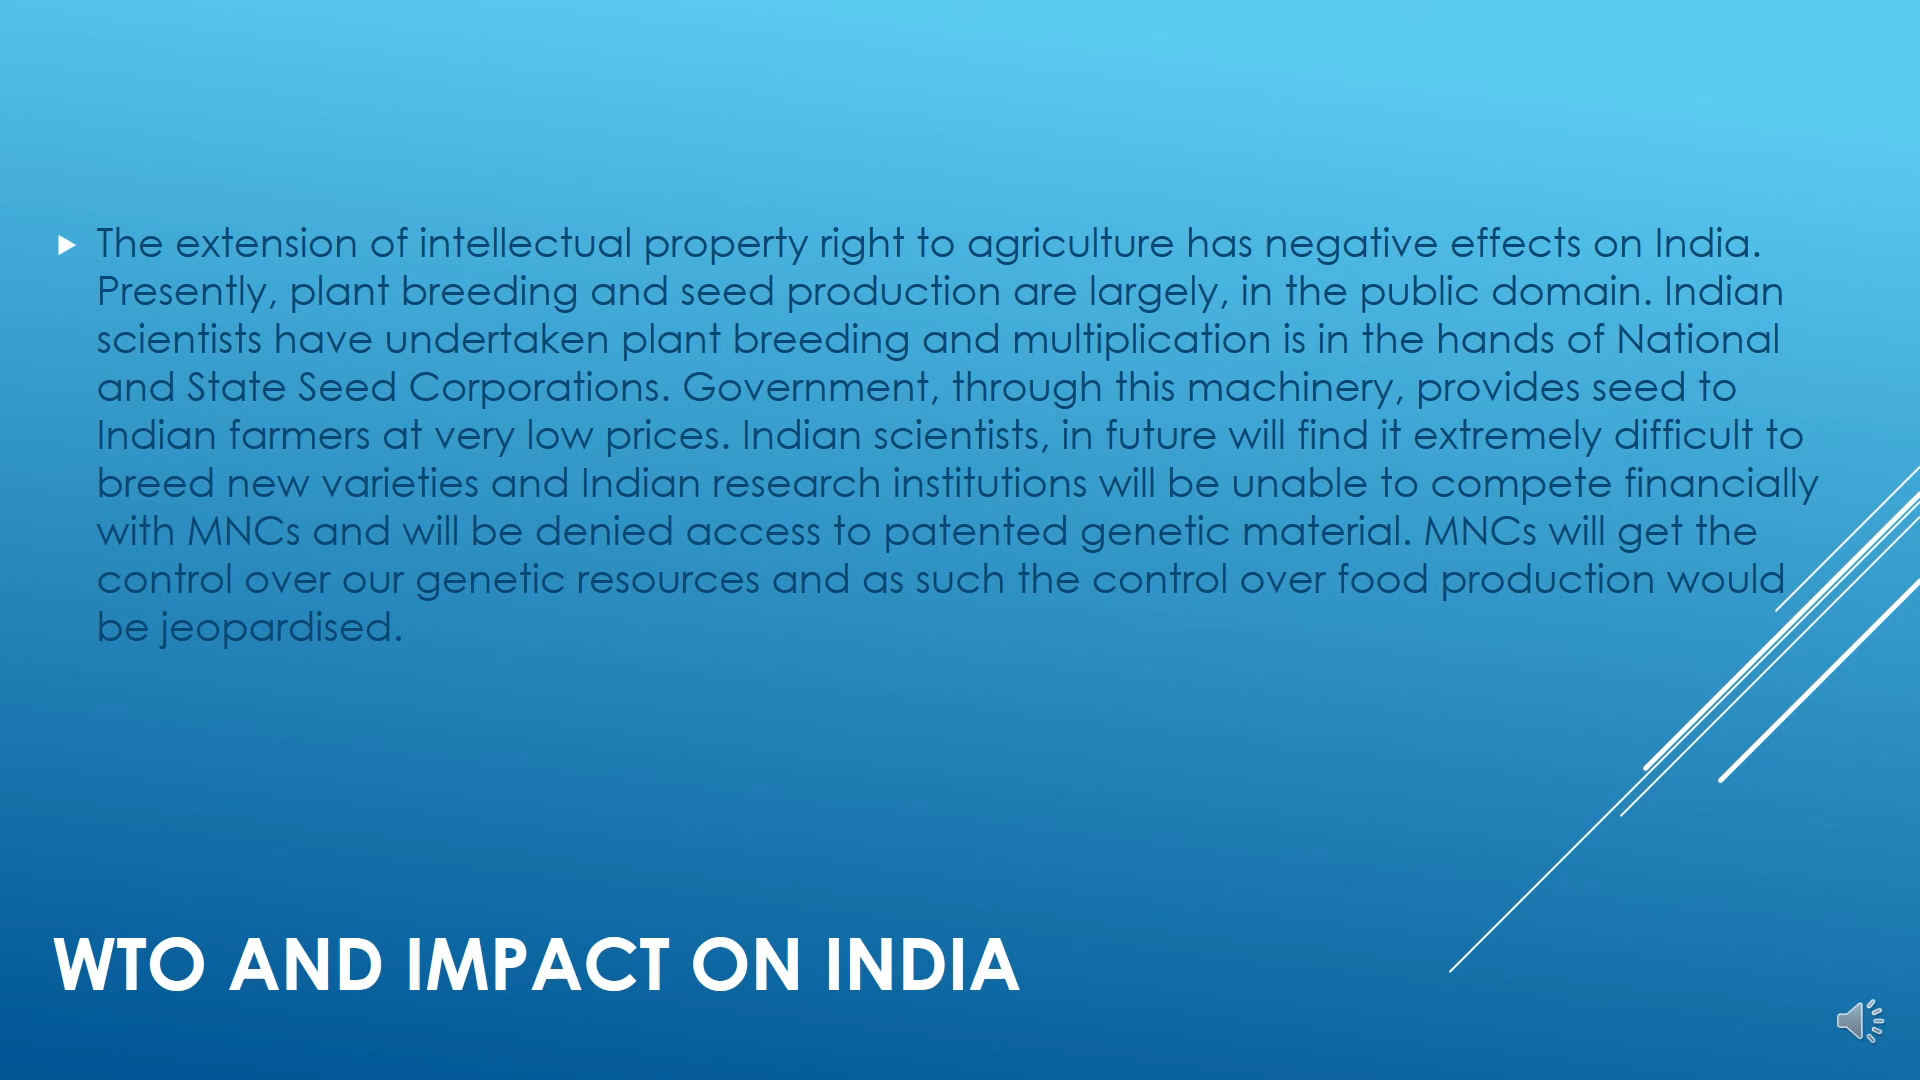 The extension of intellectual property right to agriculture has negative effects on India.
Presently, plant breeding and seed production are largely, in the public domain. Indian
scientists have undertaken plant breeding and multiplication is in the hands of National
and State Seed Corporations. Government, through this machinery, provides seed to
Indian farmers at very low prices. Indian scientists, in future will find it extremely difficult to
breed new varieties and Indian research institutions will be unable to compete financially
with MNCs and will be denied access to patented genetic material. MNCs will get the
control over our genetic resources and as such the control over food production would
be jeopardised.
WTO AND IMPACT ON INDIA